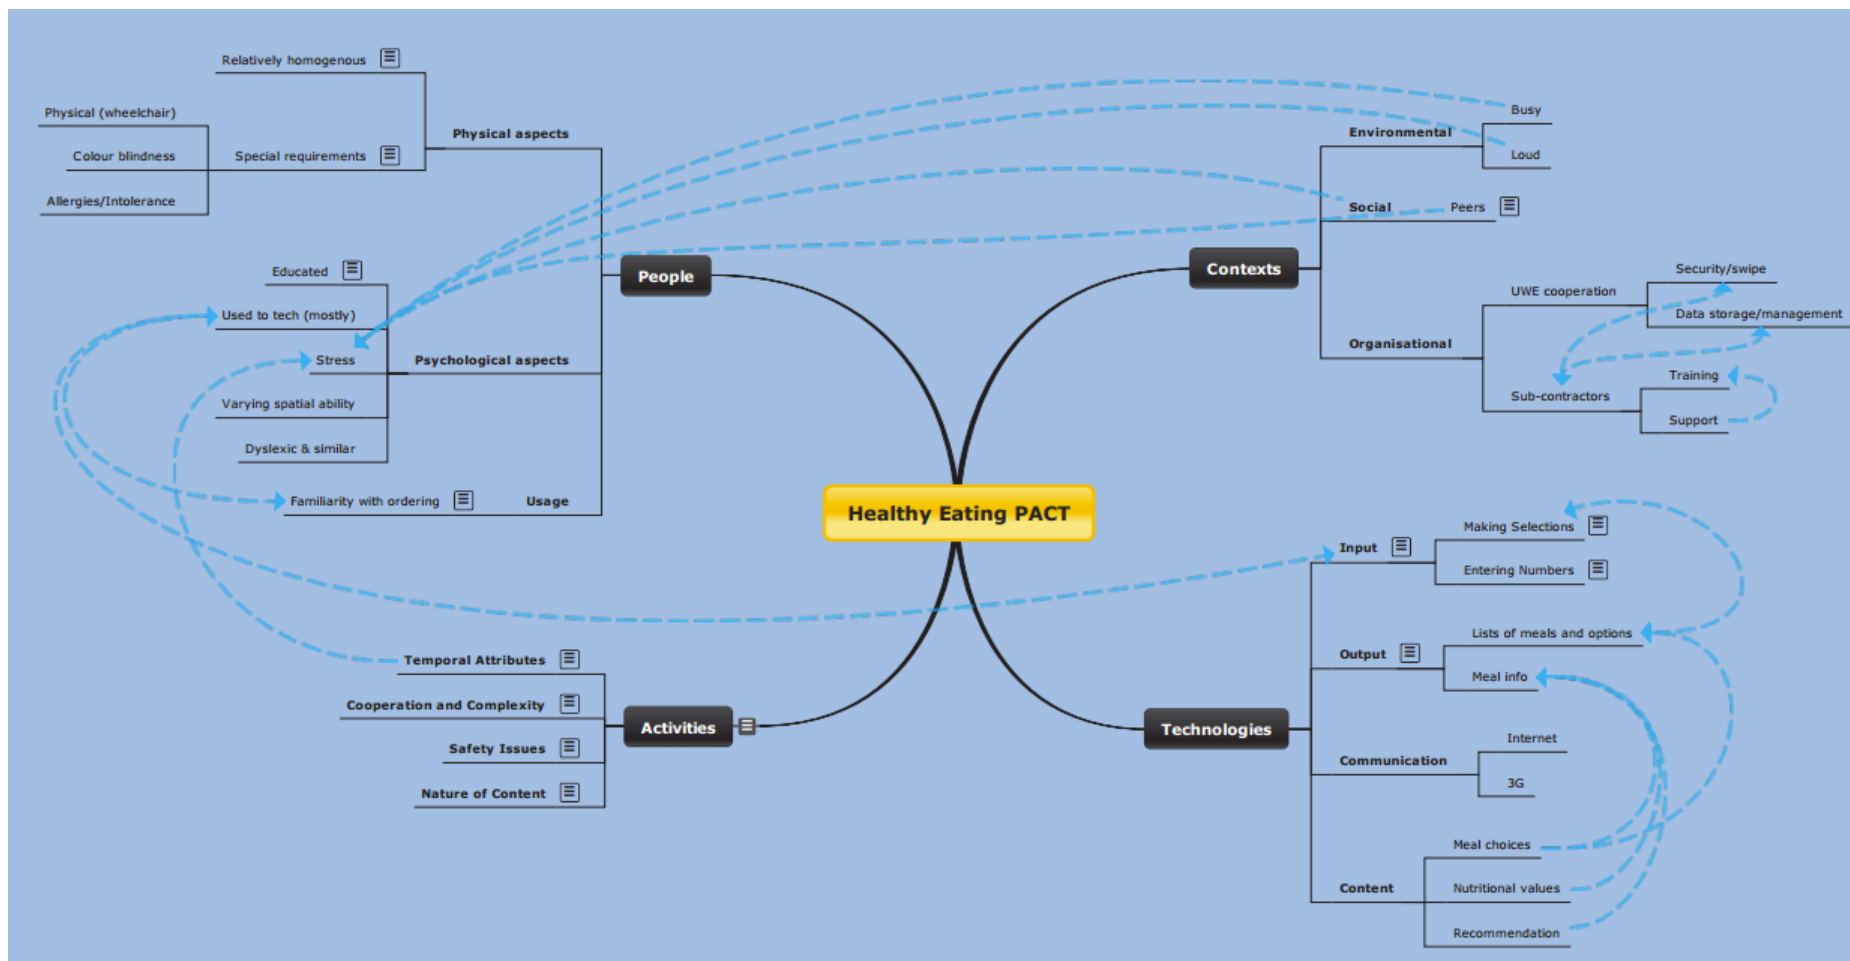 Healthy Eating PACT
People
Physical aspects
Relatively homogenous
Special requirements
Physical (wheelchair)
Colour blindness
Allergies/Intolerance
Psychological aspects
Educated
Used to tech (mostly)
Stress
Varying spatial ability
Dyslexic & similar
Usage
Familiarity with ordering
Activities
Temporal Attributes
Cooperation and Complexity
Safety Issues
Nature of Content
Contexts
Environmental
Busy
Loud
Social
Peers
Organisational
UWE cooperation
Security/swipe
Data storage/management
Sub-contractors
Training
Support
Technologies
Input
Making Selections
Entering Numbers
Output
Lists of meals and options
Meal info
Communication
Internet
3G
Content
Meal choices
Nutritional values
Recommendation